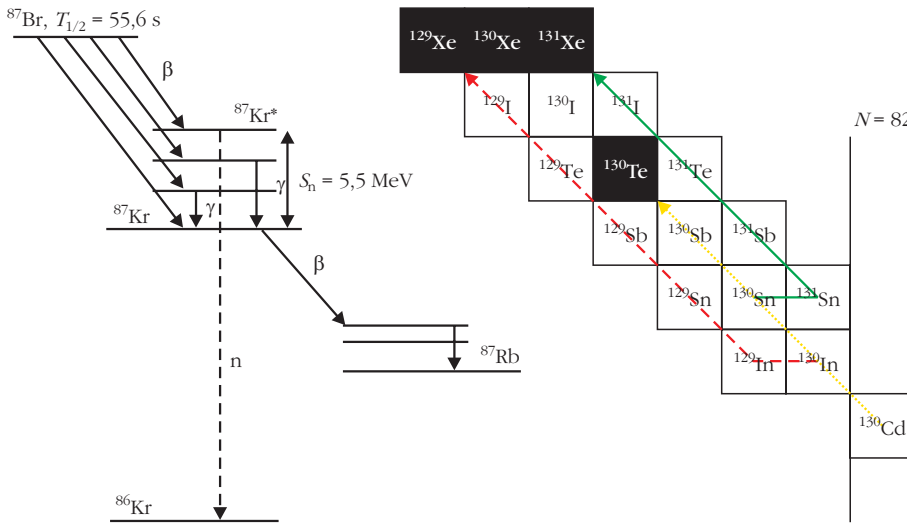 ⁸⁷Br, T₁/₂ = 55,6 s
β
⁸⁷Kr*
γ
Sₙ = 5,5 MeV
γ
⁸⁷Kr
β
n
⁸⁷Rb
⁸⁶Kr
¹²⁹Xe ¹³⁰Xe ¹³¹Xe
¹²⁹I ¹³⁰I ¹³¹I
N = 82
¹²⁹Te ¹³⁰Te ¹³¹Te
¹²⁹Sb ¹³⁰Sb ¹³¹Sb
¹²⁹Sn ¹³⁰Sn ¹³¹Sn
¹²⁹In ¹³⁰In
¹³⁰Cd